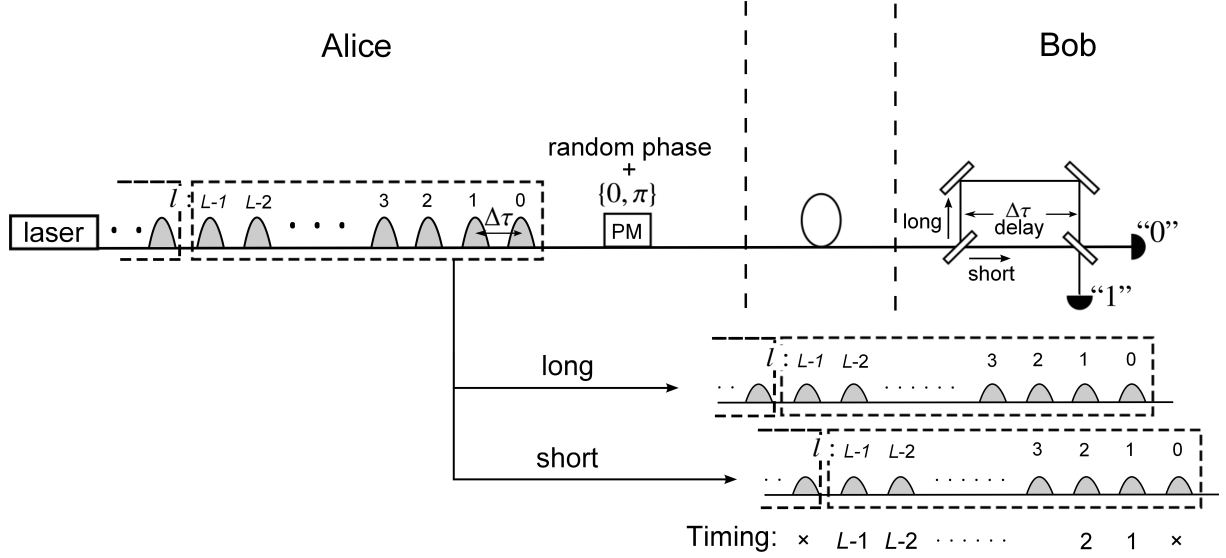 Alice
Bob
random phase
+
{0, π}
l : L-1 L-2 · · · 3 2 1 0
Δτ
laser
PM
long
Δτ
delay
short
“0”
“1”
long
l : L-1 L-2 · · · · · · 3 2 1 0
short
l : L-1 L-2 · · · · · · 3 2 1 0
Timing: × L-1 L-2 · · · · · · 2 1 ×